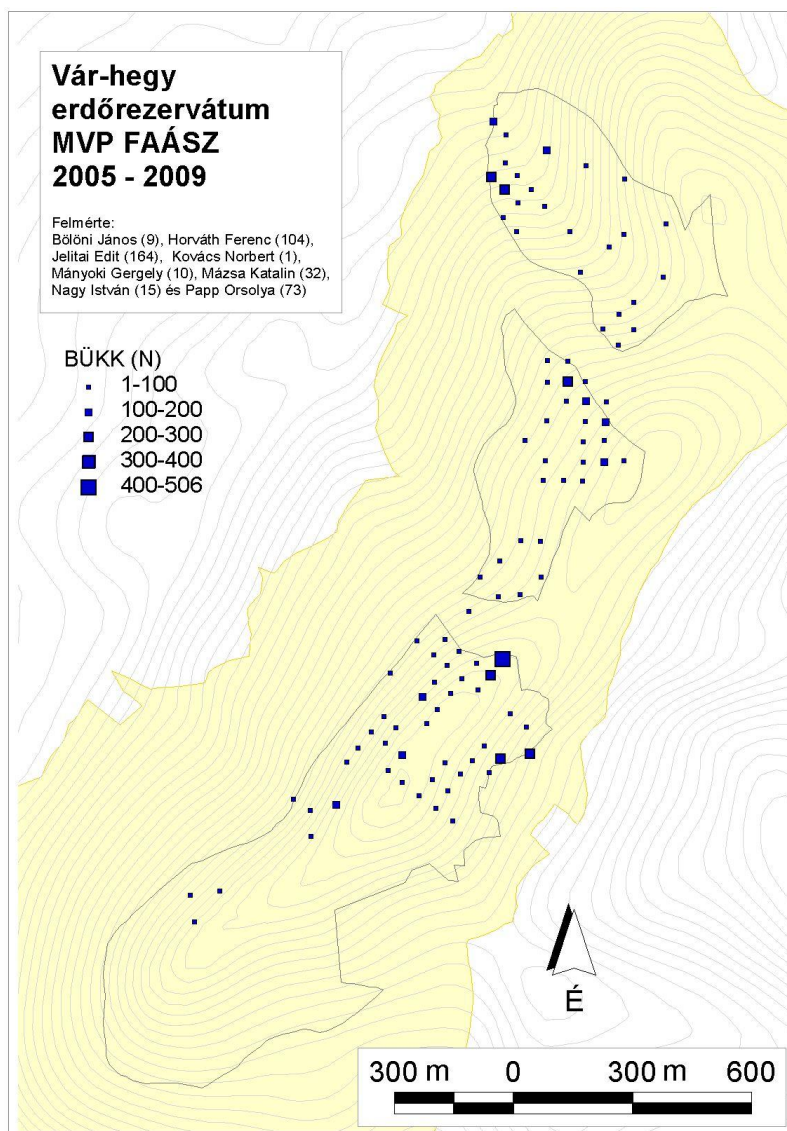 Vár-hegy
erdőrezervátum
MVP FAÁSZ
2005 - 2009
Felmérte:
Bölöni János (9), Horváth Ferenc (104),
Jelitai Edit (164), Kovács Norbert (1),
Mányoki Gergely (10), Mázsa Katalin (32),
Nagy István (15) és Papp Orsolya (73)
BÜKK (N)
1-100
100-200
200-300
300-400
400-506
É
300 m 0 300 m 600